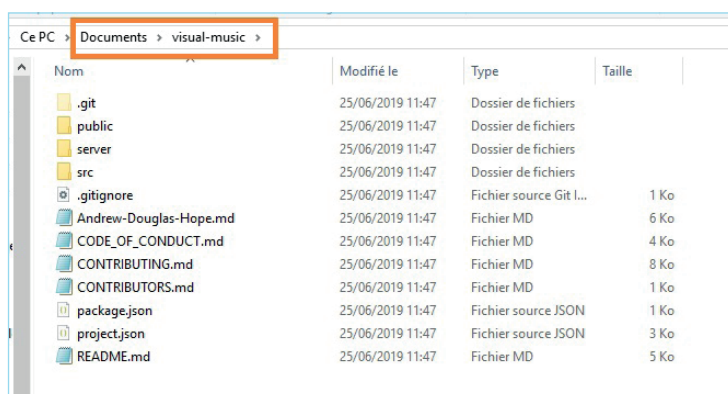 Ce PC > Documents > visual-music >
Nom Modifié le Type Taille
.git 25/06/2019 11:47 Dossier de fichiers
public 25/06/2019 11:47 Dossier de fichiers
server 25/06/2019 11:47 Dossier de fichiers
src 25/06/2019 11:47 Dossier de fichiers
.gitignore 25/06/2019 11:47 Fichier source Git I... 1 Ko
Andrew-Douglas-Hope.md 25/06/2019 11:47 Fichier MD 6 Ko
CODE_OF_CONDUCT.md 25/06/2019 11:47 Fichier MD 4 Ko
CONTRIBUTING.md 25/06/2019 11:47 Fichier MD 8 Ko
CONTRIBUTORS.md 25/06/2019 11:47 Fichier MD 1 Ko
package.json 25/06/2019 11:47 Fichier source JSON 1 Ko
project.json 25/06/2019 11:47 Fichier source JSON 3 Ko
README.md 25/06/2019 11:47 Fichier MD 5 Ko